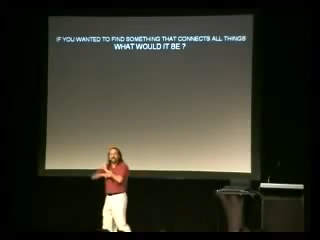 IF YOU WANTED TO FIND SOMETHING THAT CONNECTS ALL THINGS
WHAT WOULD IT BE ?